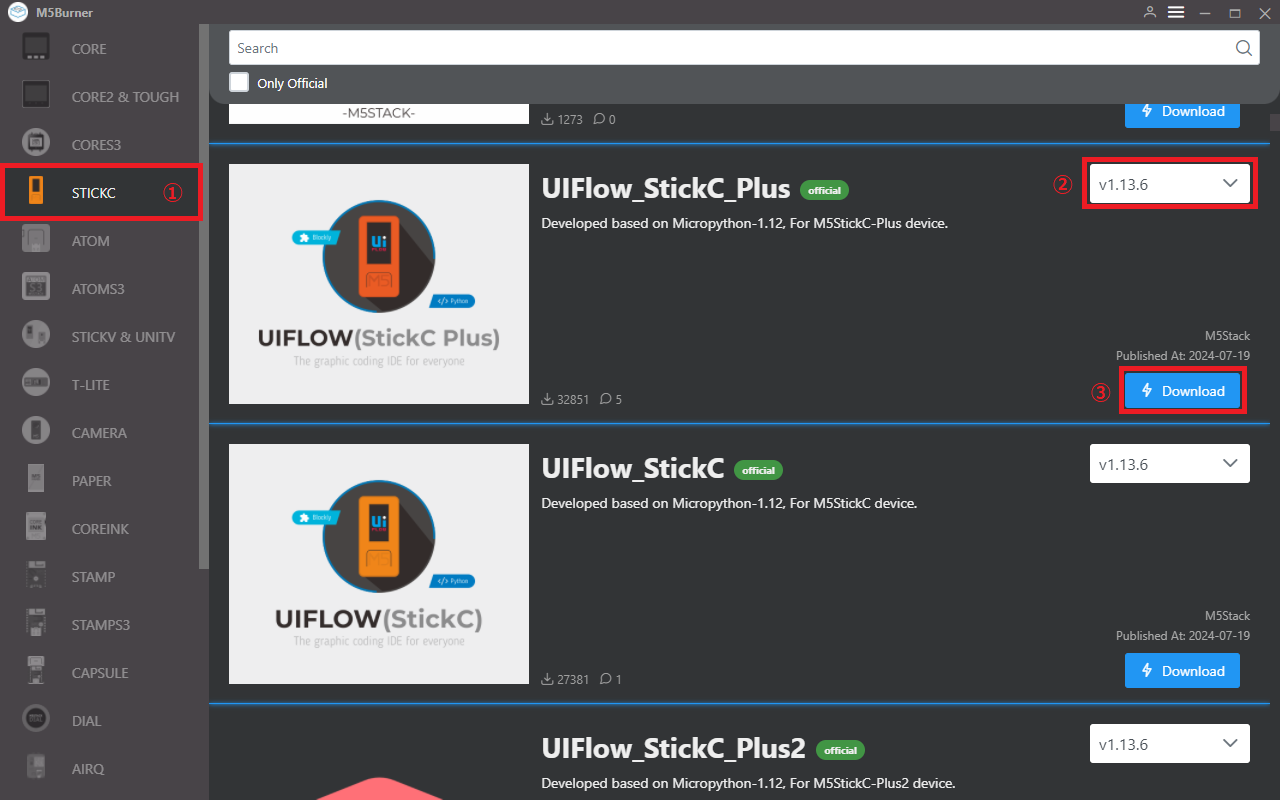 M5Burner
CORE
CORE2 & TOUGH
CORES3
STICKC ①
ATOM
ATOMS3
STICKV & UNITV
T-LITE
CAMERA
PAPER
COREINK
STAMP
STAMPS3
CAPSULE
DIAL
AIRQ
Search
Only Official
-M5STACK-
1273 0
Download
UIFlow_StickC_Plus official
② v1.13.6
Developed based on Micropython-1.12, For M5StickC-Plus device.
Blockly
Ui
PLUS
M5
</> Python
UIFLOW(StickC Plus)
The graphic coding IDE for everyone
M5Stack
Published At: 2024-07-19
32851 5
③ Download
UIFlow_StickC official
v1.13.6
Developed based on Micropython-1.12, For M5StickC device.
Blockly
Ui
PLUS
M5
</> Python
UIFLOW(StickC)
The graphic coding IDE for everyone
M5Stack
Published At: 2024-07-19
27381 1
Download
UIFlow_StickC_Plus2 official
v1.13.6
Developed based on Micropython-1.12, For M5StickC-Plus2 device.